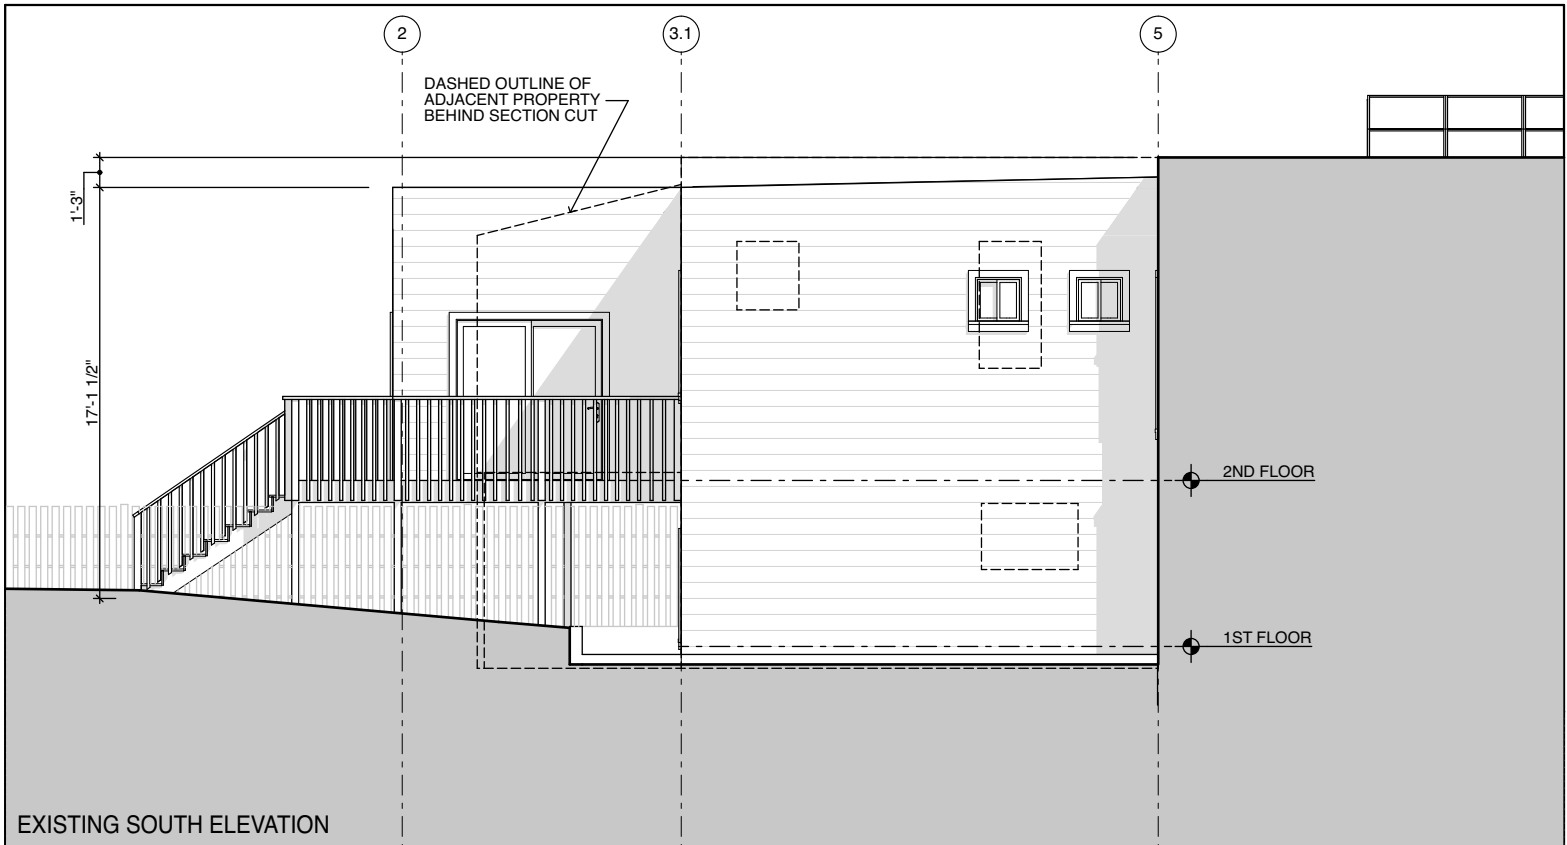 2
3.1
5
DASHED OUTLINE OF
ADJACENT PROPERTY
BEHIND SECTION CUT
1'-3"
17'-1 1/2"
2ND FLOOR
1ST FLOOR
EXISTING SOUTH ELEVATION